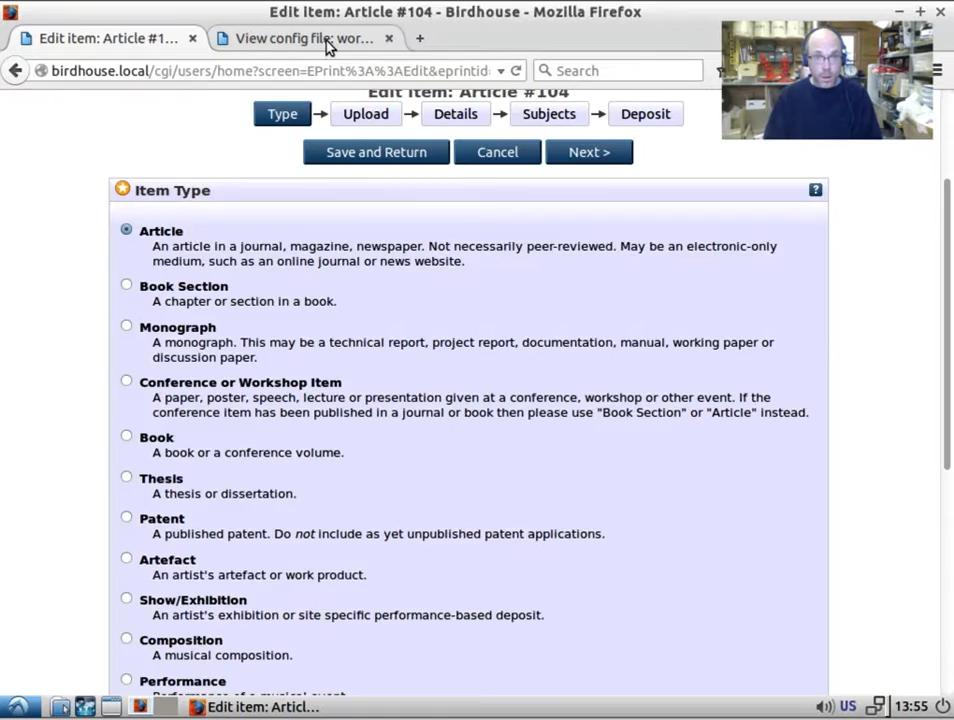 Edit item: Article #104 - Birdhouse - Mozilla Firefox
Edit item: Article #1...
View config file: wor...
birdhouse.local/cgi/users/home?screen=EPrint%3A%3AEdit&eprintid
Search
Edit item: Article #104
Type Upload Details Subjects Deposit
Save and Return Cancel Next >
Item Type ?
Article
An article in a journal, magazine, newspaper. Not necessarily peer-reviewed. May be an electronic-only
medium, such as an online journal or news website.
Book Section
A chapter or section in a book.
Monograph
A monograph. This may be a technical report, project report, documentation, manual, working paper or
discussion paper.
Conference or Workshop Item
A paper, poster, speech, lecture or presentation given at a conference, workshop or other event. If the
conference item has been published in a journal or book then please use "Book Section" or "Article" instead.
Book
A book or a conference volume.
Thesis
A thesis or dissertation.
Patent
A published patent. Do not include as yet unpublished patent applications.
Artefact
An artist's artefact or work product.
Show/Exhibition
An artist's exhibition or site specific performance-based deposit.
Composition
A musical composition.
Performance
Performance of a musical event.
Edit item: Articl...
US 13:55